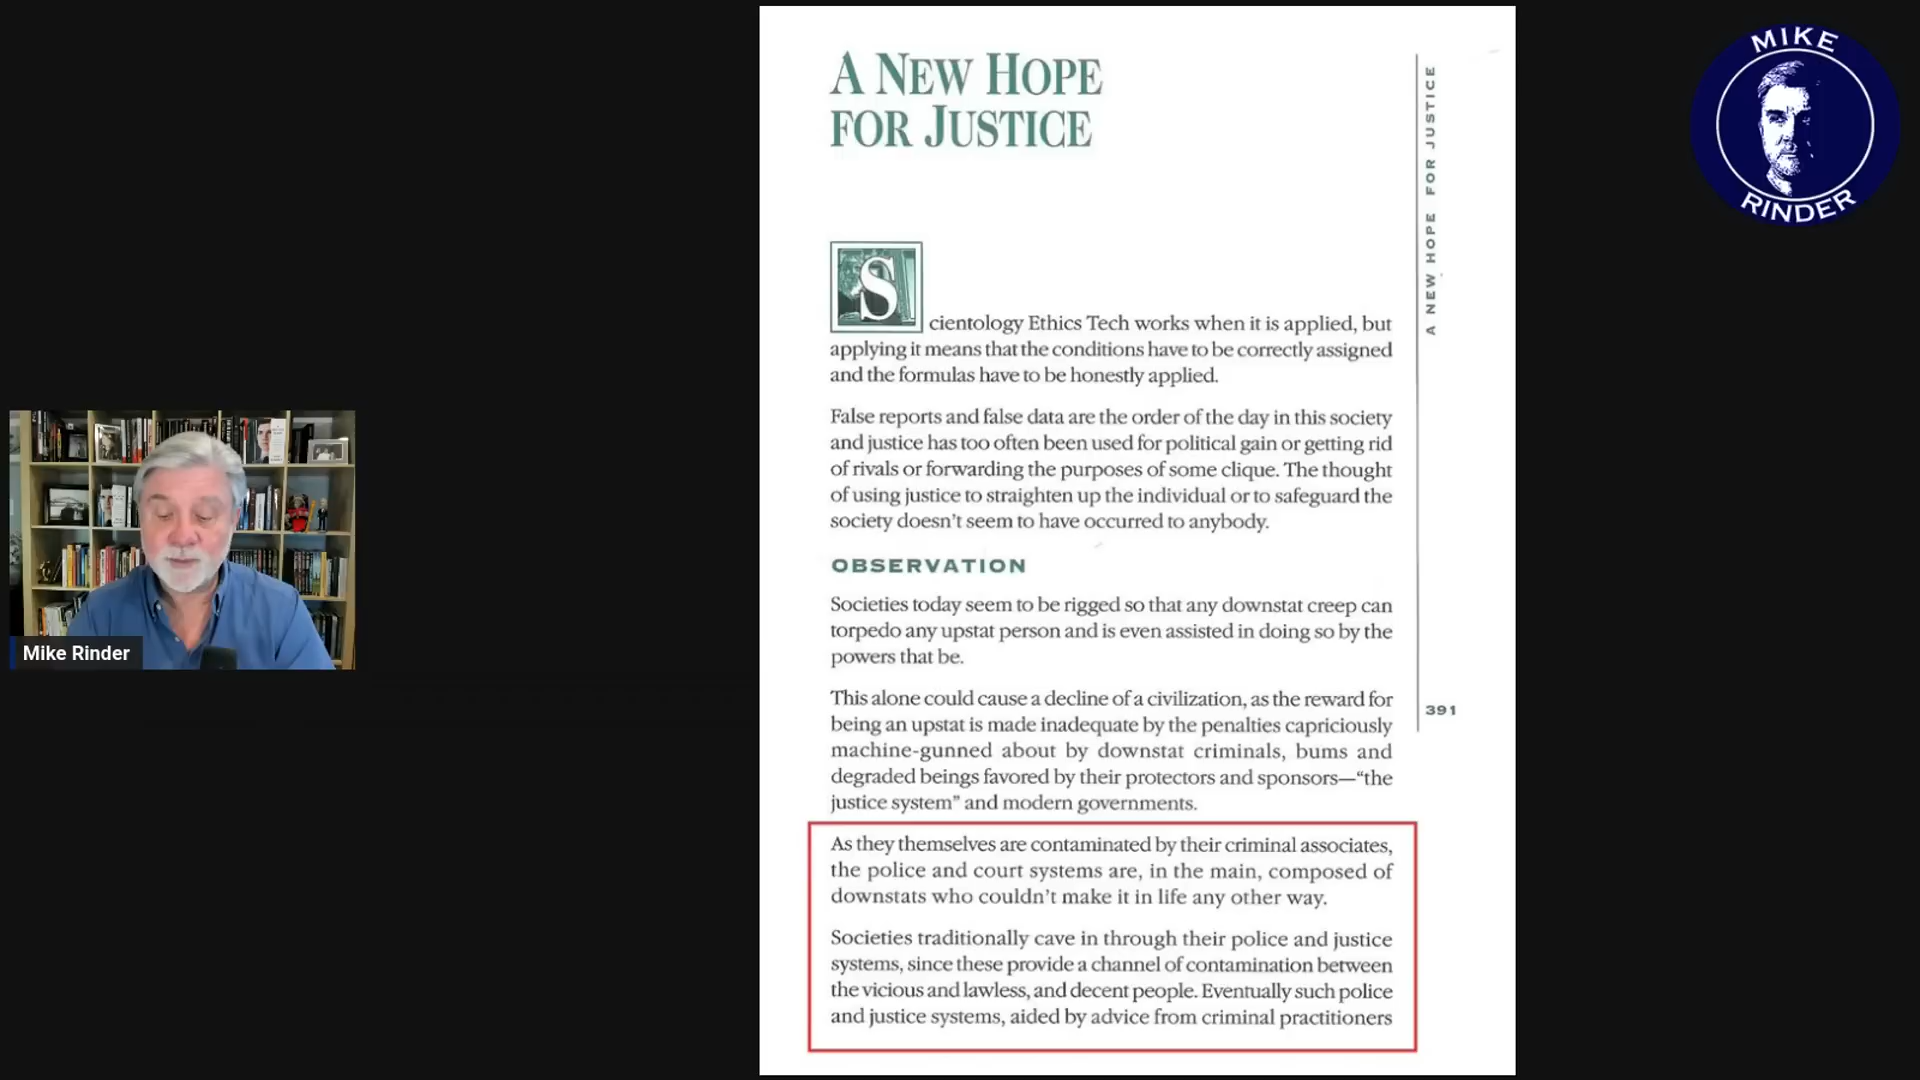 A NEW HOPE
FOR JUSTICE
Scientology Ethics Tech works when it is applied, but
applying it means that the conditions have to be correctly assigned
and the formulas have to be honestly applied.
False reports and false data are the order of the day in this society
and justice has too often been used for political gain or getting rid
of rivals or forwarding the purposes of some clique. The thought
of using justice to straighten up the individual or to safeguard the
society doesn't seem to have occurred to anybody.
OBSERVATION
Societies today seem to be rigged so that any downstat creep can
torpedo any upstat person and is even assisted in doing so by the
powers that be.
This alone could cause a decline of a civilization, as the reward for
being an upstat is made inadequate by the penalties capriciously
machine-gunned about by downstat criminals, bums and
degraded beings favored by their protectors and sponsors—“the
justice system” and modern governments.
As they themselves are contaminated by their criminal associates,
the police and court systems are, in the main, composed of
downstats who couldn't make it in life any other way.
Societies traditionally cave in through their police and justice
systems, since these provide a channel of contamination between
the vicious and lawless, and decent people. Eventually such police
and justice systems, aided by advice from criminal practitioners
A NEW HOPE FOR JUSTICE
391
Mike Rinder
MIKE
RINDER